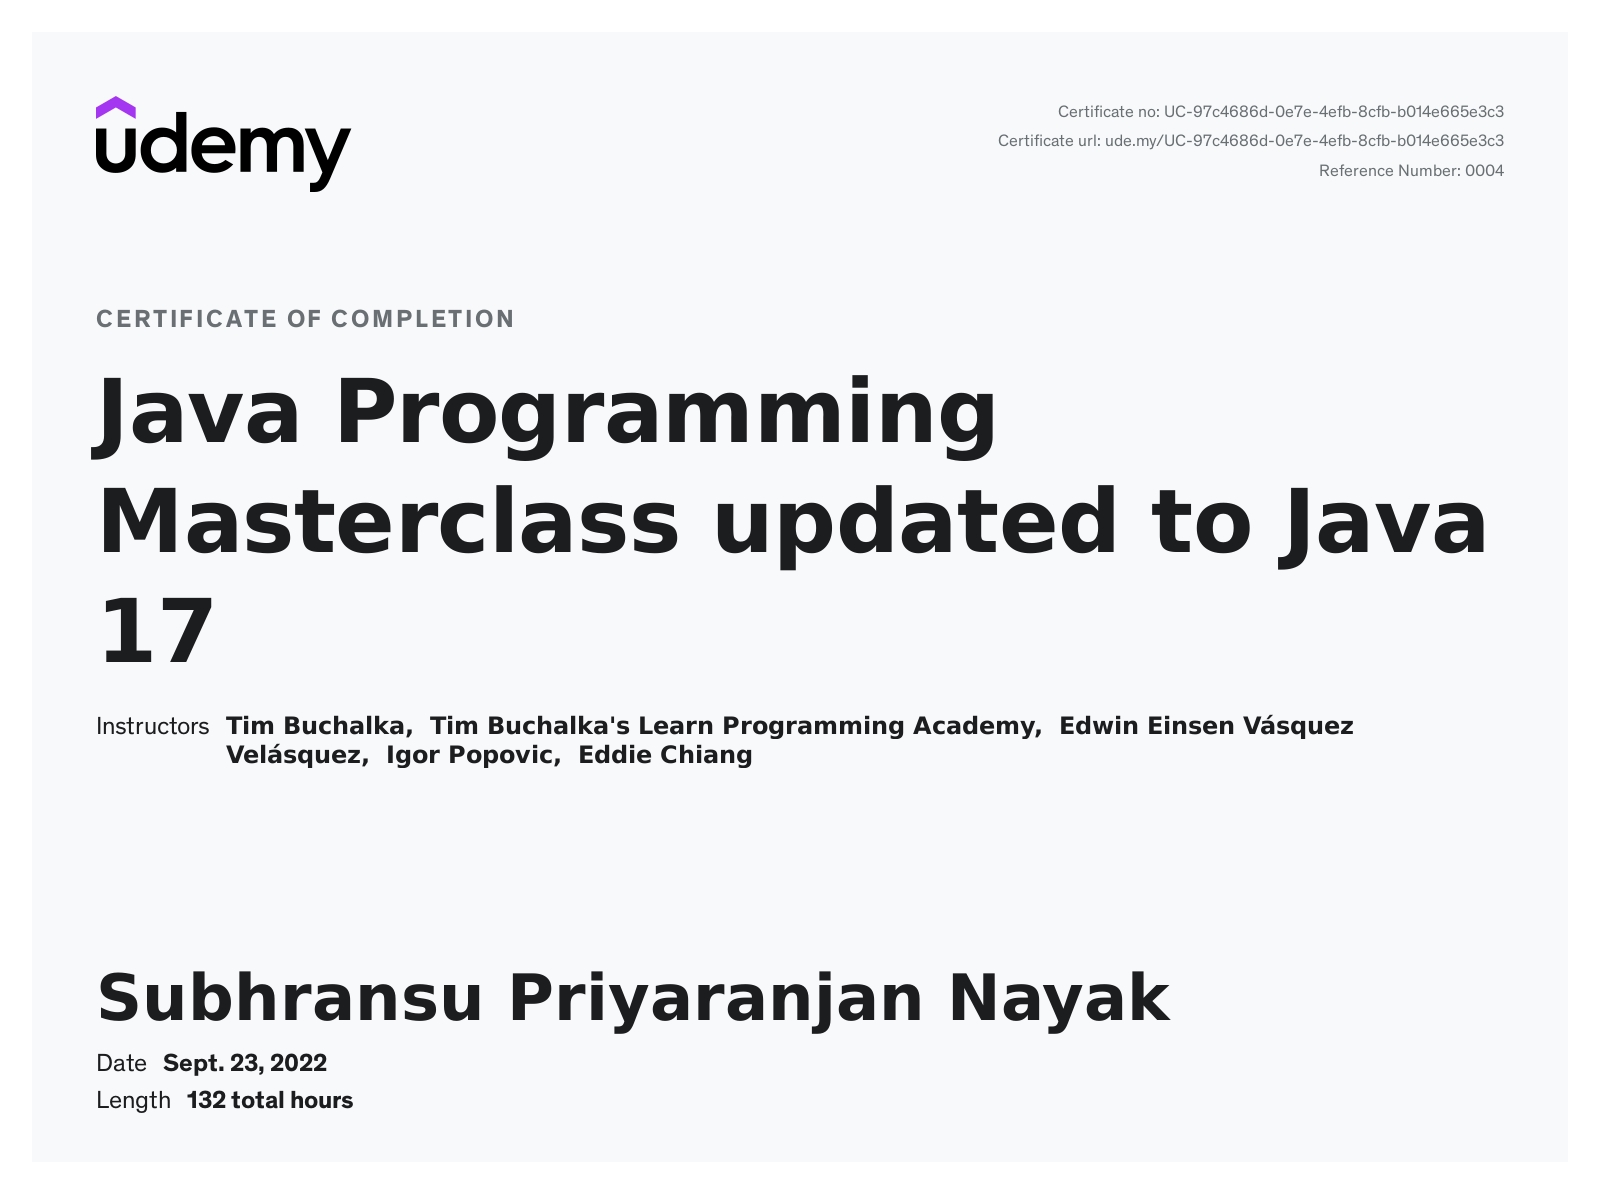 udemy
Certificate no: UC-97c4686d-0e7e-4efb-8cfb-b014e665e3c3
Certificate url: ude.my/UC-97c4686d-0e7e-4efb-8cfb-b014e665e3c3
Reference Number: 0004
CERTIFICATE OF COMPLETION
Java Programming
Masterclass updated to Java
17
Instructors Tim Buchalka, Tim Buchalka's Learn Programming Academy, Edwin Einsen Vásquez
Velásquez, Igor Popovic, Eddie Chiang
Subhransu Priyaranjan Nayak
Date Sept. 23, 2022
Length 132 total hours